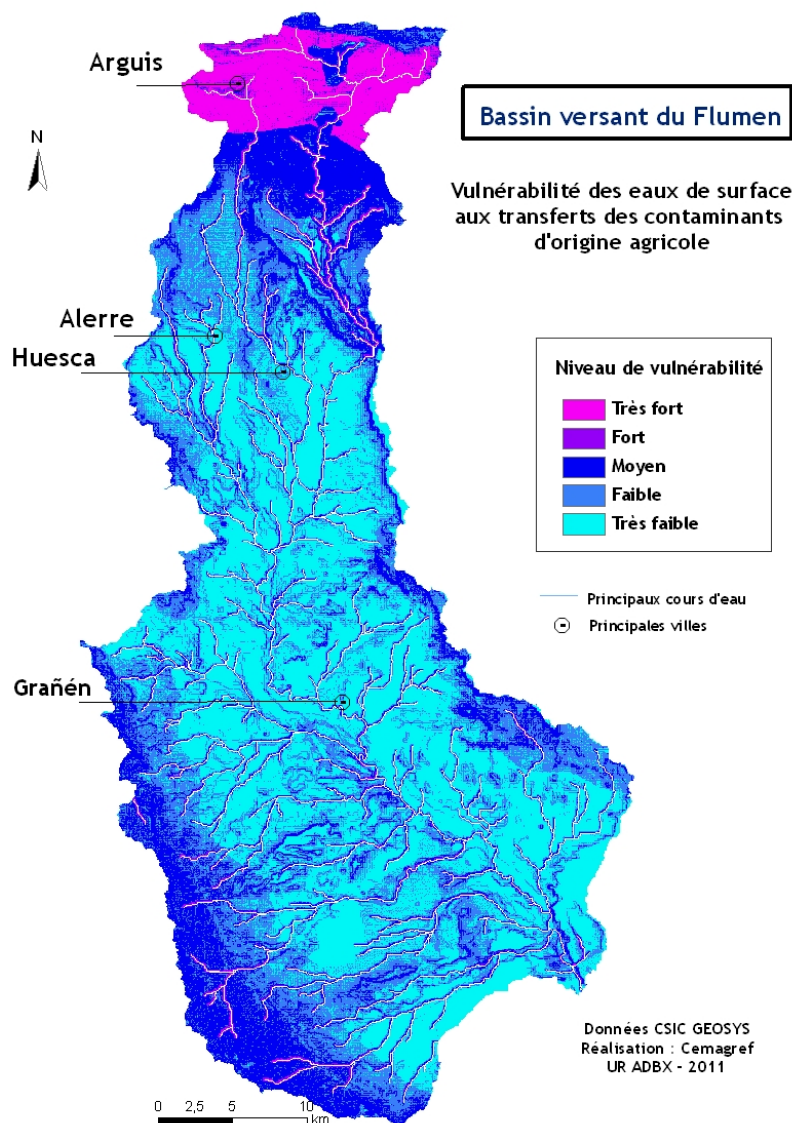 Arguis
Bassin versant du Flumen
N
Vulnérabilité des eaux de surface
aux transferts des contaminants
d'origine agricole
Alerre
Huesca
Niveau de vulnérabilité
Très fort
Fort
Moyen
Faible
Très faible
Principaux cours d'eau
Principales villes
Grañén
Données CSIC GEOSYS
Réalisation : Cemagref
UR ADBX - 2011
0 2,5 5 10
km